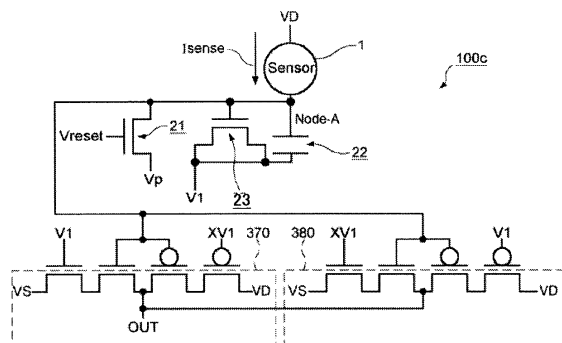 VD
Isense
1
Sensor
100c
Node-A
Vreset
21
22
Vp
V1
23
V1
XV1
370
380
XV1
V1
VS
VD
VS
VD
OUT